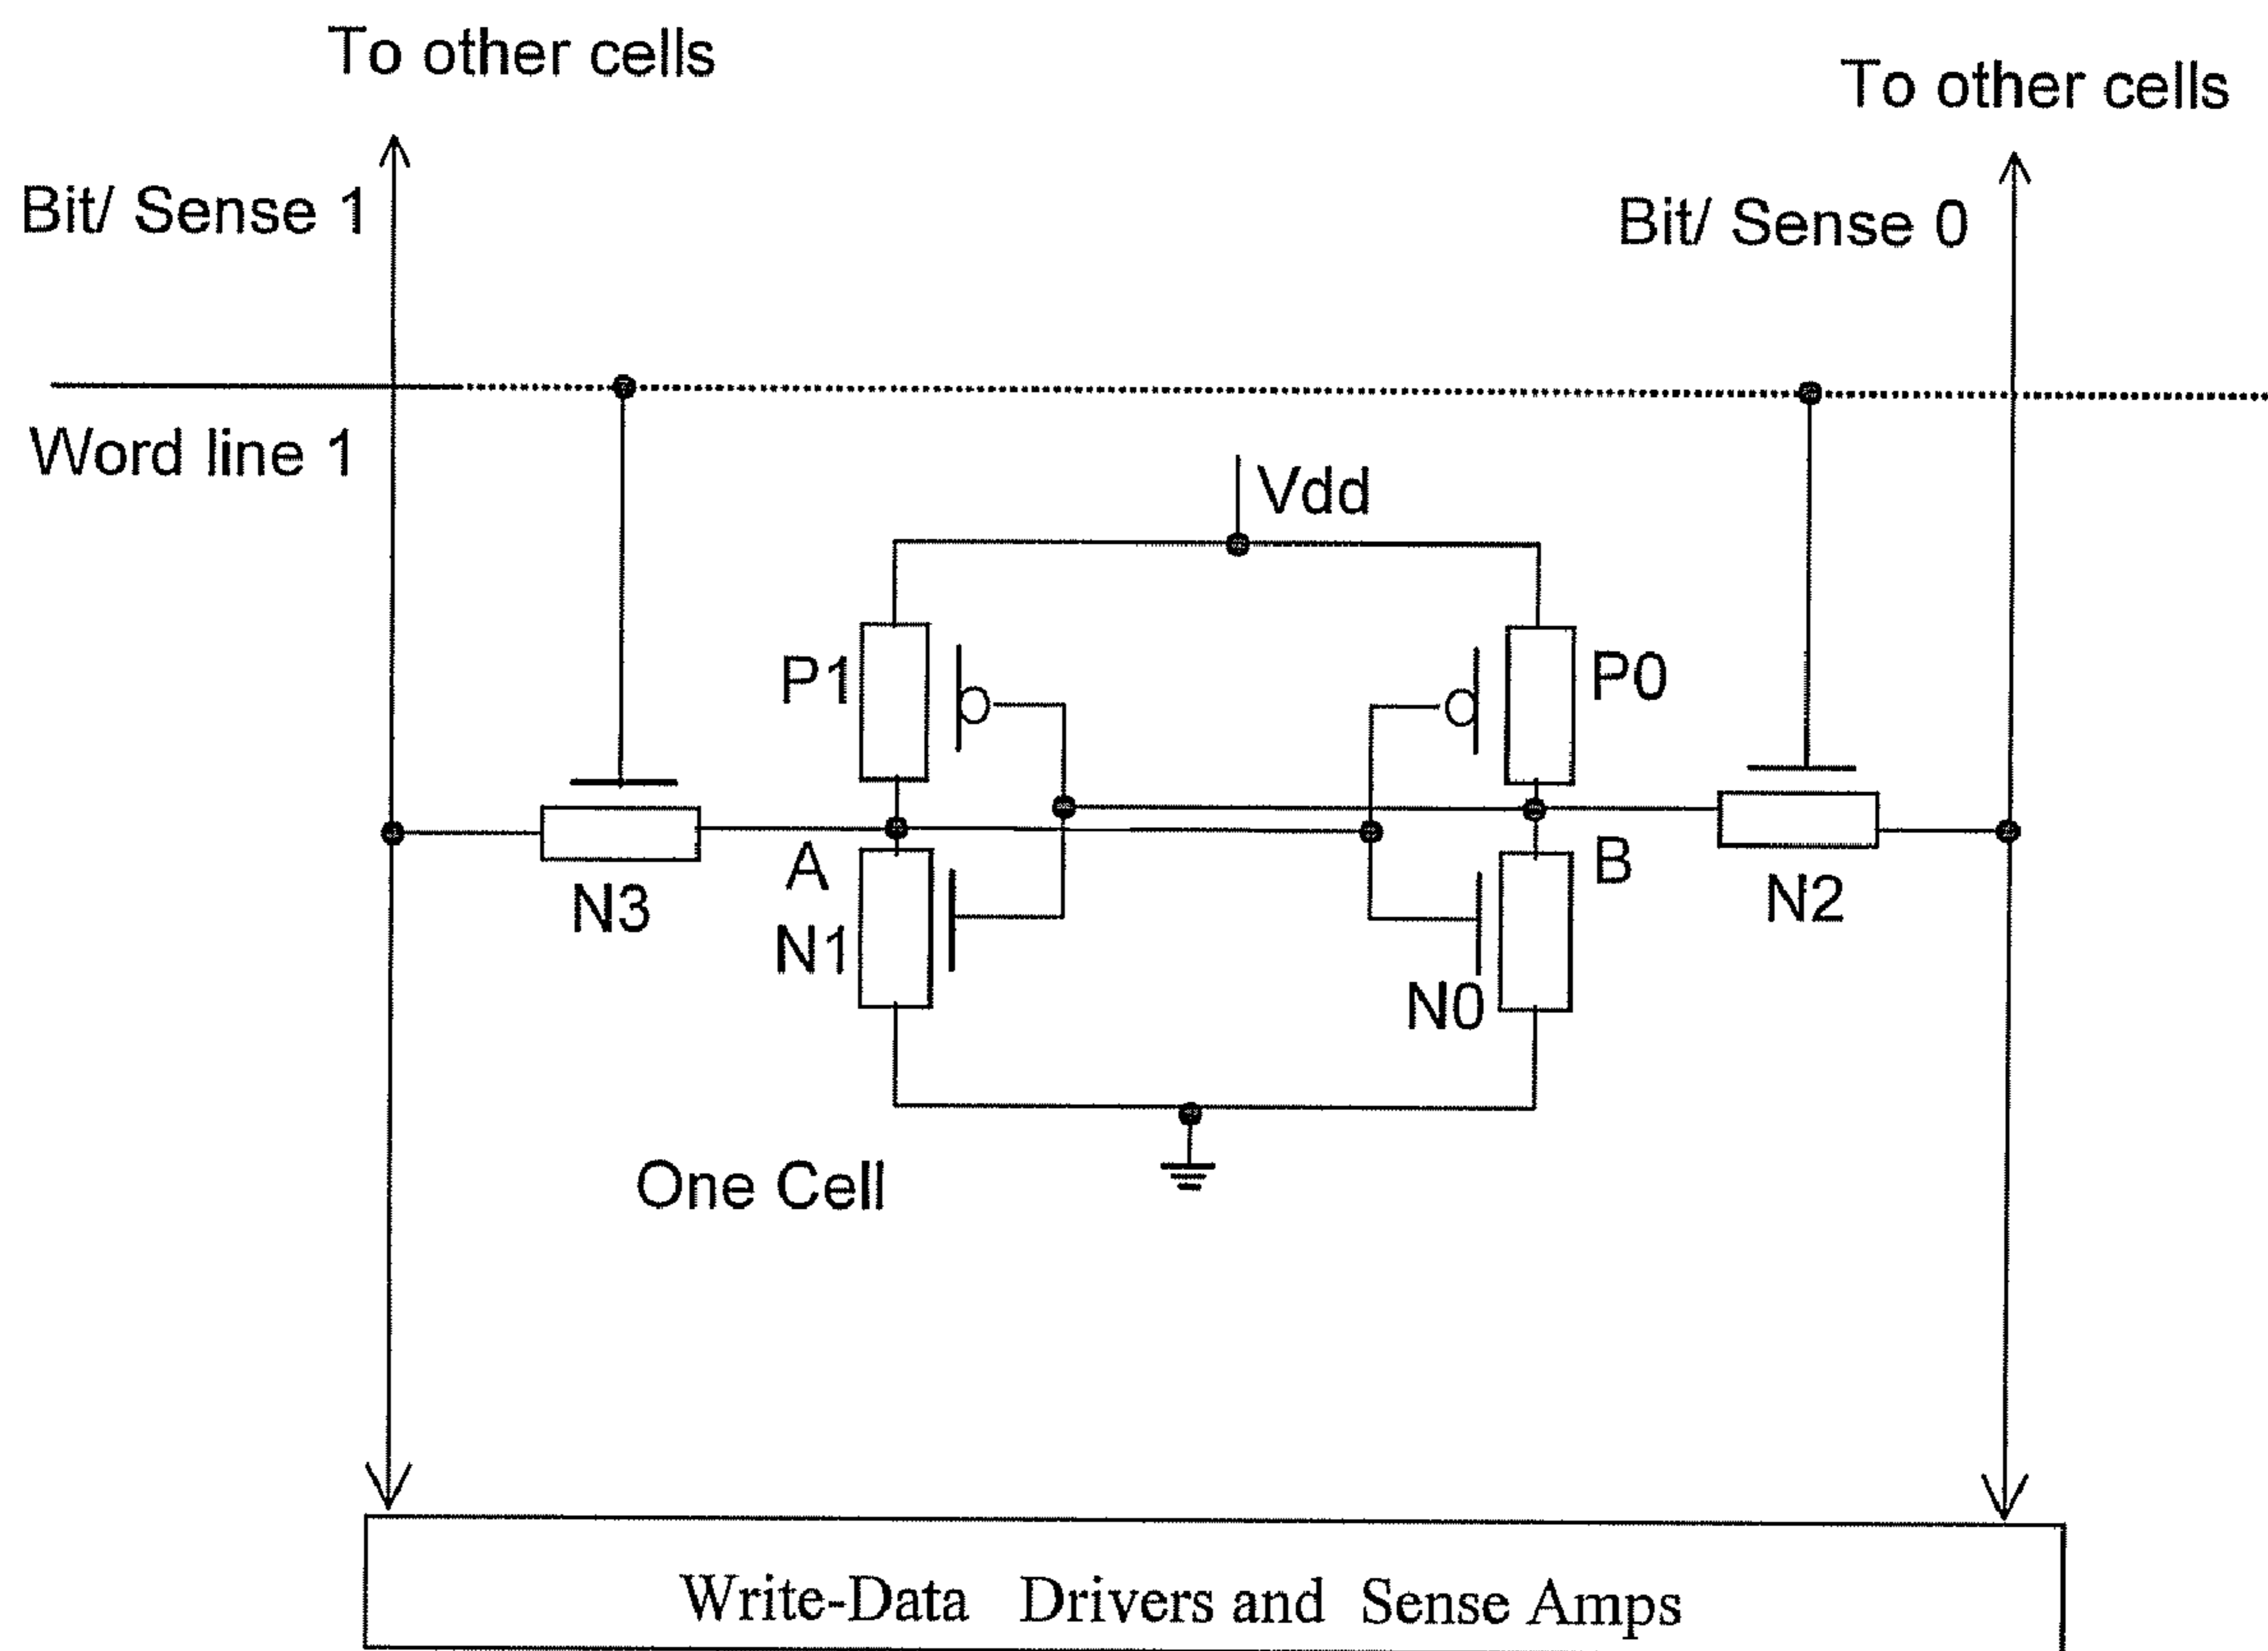 To other cells
To other cells
Bit/ Sense 1
Bit/ Sense 0
Word line 1
Vdd
P1
P0
A
B
N3
N2
N1
N0
One Cell
Write-Data Drivers and Sense Amps